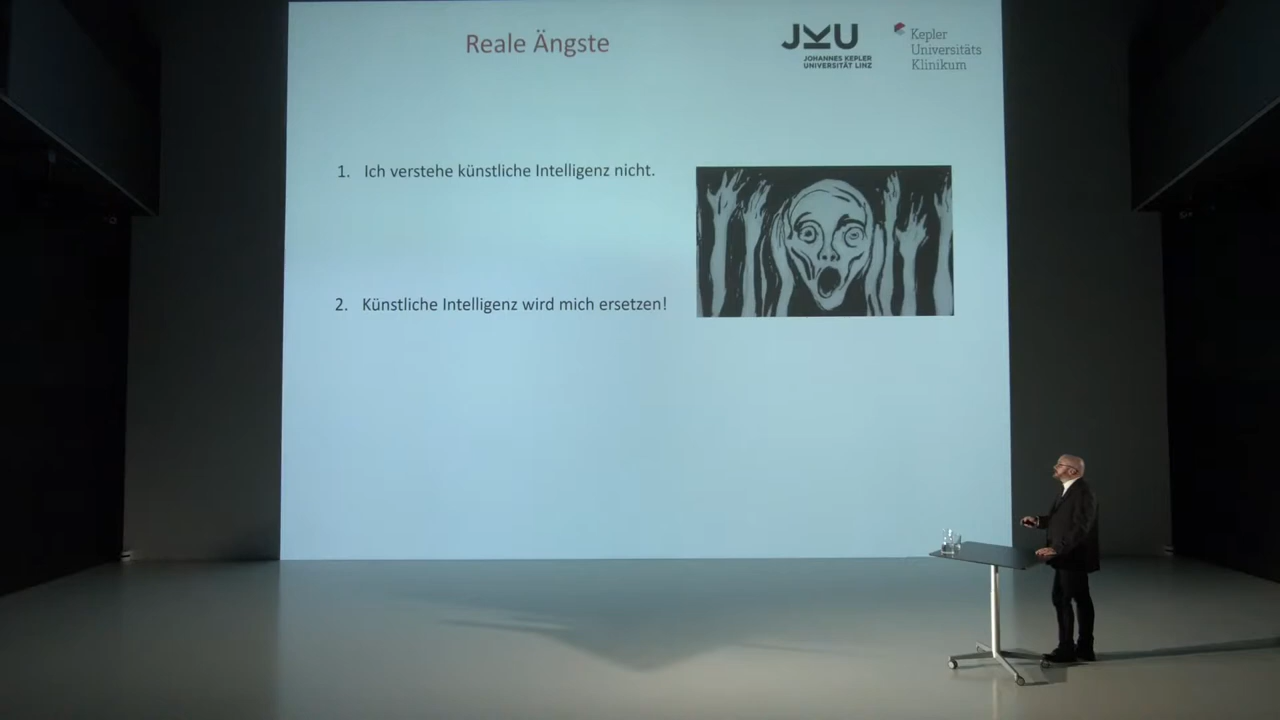 Reale Ängste
JKU
JOHANNES KEPLER
UNIVERSITÄT LINZ
Kepler
Universitäts
Klinikum
1. Ich verstehe künstliche Intelligenz nicht.
2. Künstliche Intelligenz wird mich ersetzen!